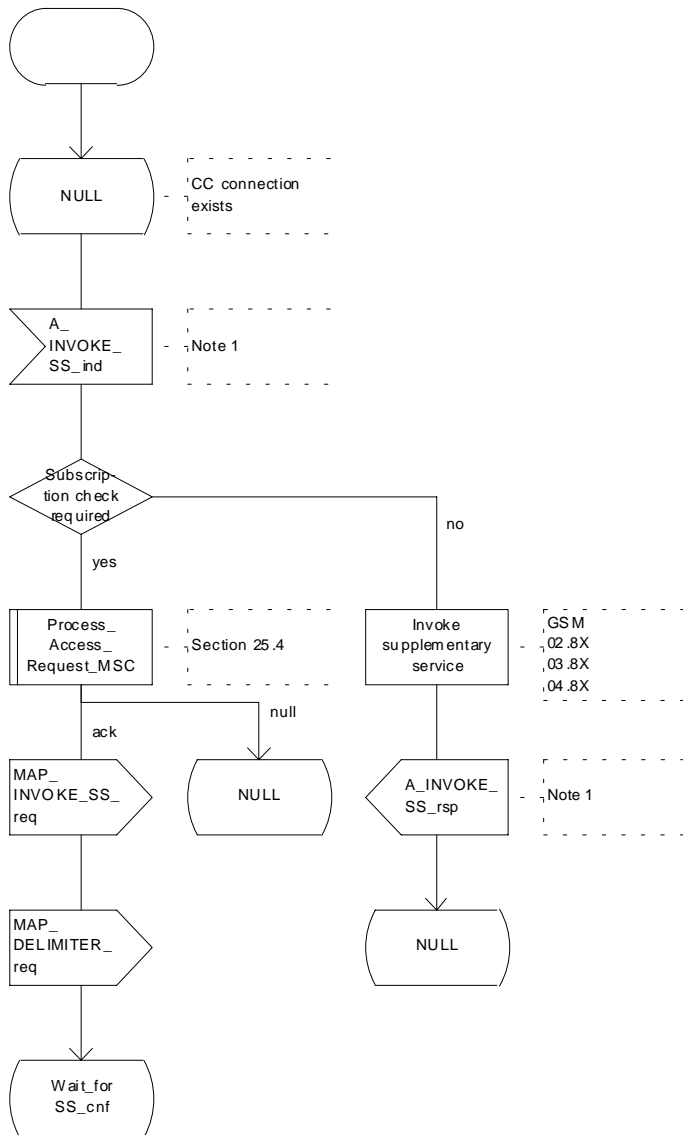 NULL
CC connection
exists
A_
INVOKE_
SS_ind
Note 1
Subscrip-
tion check
required
no
yes
Process_
Access_
Request_MSC
Section 25.4
Invoke
supplementary
service
GSM
02.8X
03.8X
04.8X
null
ack
MAP_
INVOKE_SS_
req
NULL
A_INVOKE_
SS_rsp
Note 1
MAP_
DELIMITER_
req
NULL
Wait_for
SS_cnf